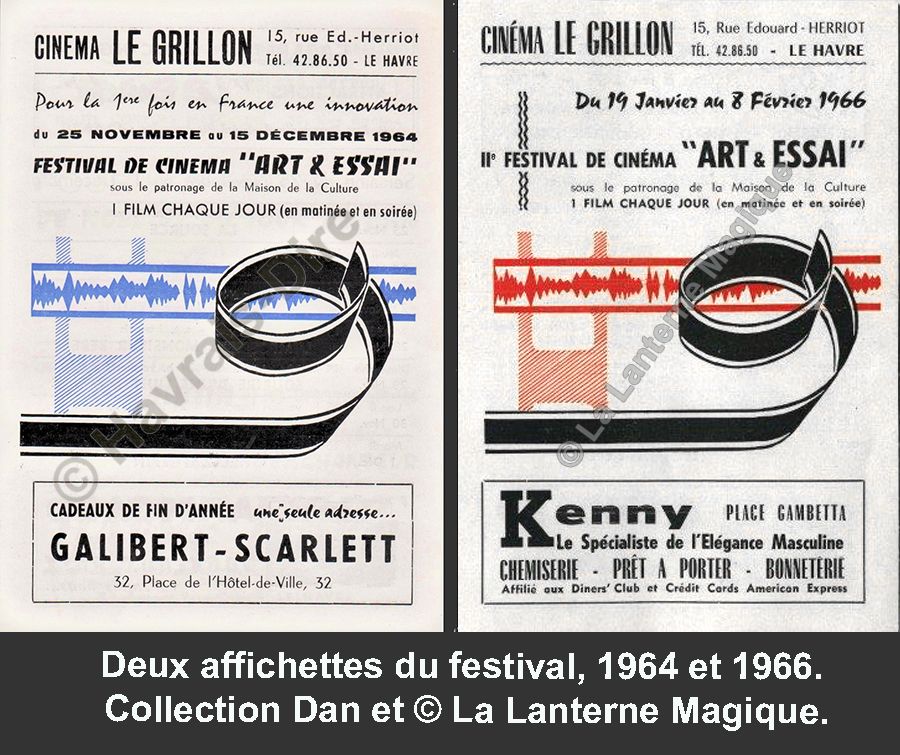 CINEMA LE GRILLON 15, rue Ed.-Herriot
Tél. 42.86.50 - LE HAVRE
Pour la 1ere fois en France une innovation
du 25 NOVEMBRE au 15 DÉCEMBRE 1964
FESTIVAL DE CINEMA "ART & ESSAI"
sous le patronage de la Maison de la Culture
1 FILM CHAQUE JOUR (en matinée et en soirée)
© Havrais Dire
CADEAUX DE FIN D'ANNÉE une seule adresse...
GALIBERT-SCARLETT
32, Place de l'Hôtel-de-Ville, 32
CINÉMA LE GRILLON 15, Rue Edouard-HERRIOT
TÉL. 42.86.50 - LE HAVRE
Du 19 Janvier au 8 Février 1966
IIe FESTIVAL DE CINÉMA "ART & ESSAI"
sous le patronage de la Maison de la Culture
1 FILM CHAQUE JOUR (en matinée et en soirée)
© La Lanterne Magique
Kenny PLACE GAMBETTA
Le Spécialiste de l'Elégance Masculine
CHEMISERIE - PRÊT A PORTER - BONNETERIE
Affilié aux Diners' Club et Crédit Cards American Express
Deux affichettes du festival, 1964 et 1966.
Collection Dan et © La Lanterne Magique.